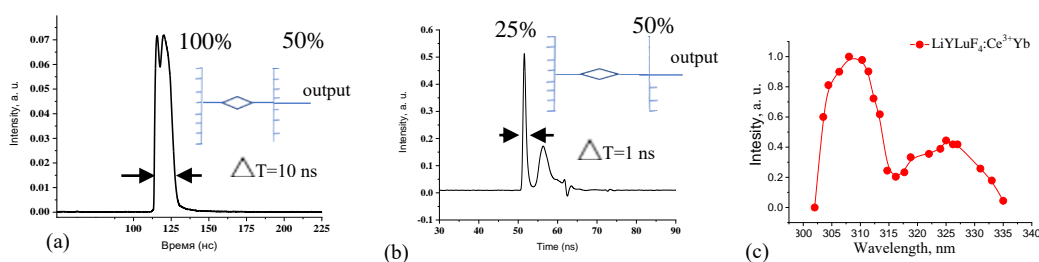 (a)
Intensity, a. u.
0.07
0.06
0.05
0.04
0.03
0.02
0.01
0.00
100%
50%
output
△T=10 ns
100 125 150 175 200 225
Время (нс)
(b)
Intensity, a. u.
0.6
0.5
0.4
0.3
0.2
0.1
0.0
-0.1
25%
50%
output
△T=1 ns
30 40 50 60 70 80 90
Time (ns)
(c)
Intesity, a. u.
1.0
0.8
0.6
0.4
0.2
0.0
LiYLuF₄:Ce³⁺Yb
300 305 310 315 320 325 330 335 340
Wavelength, nm